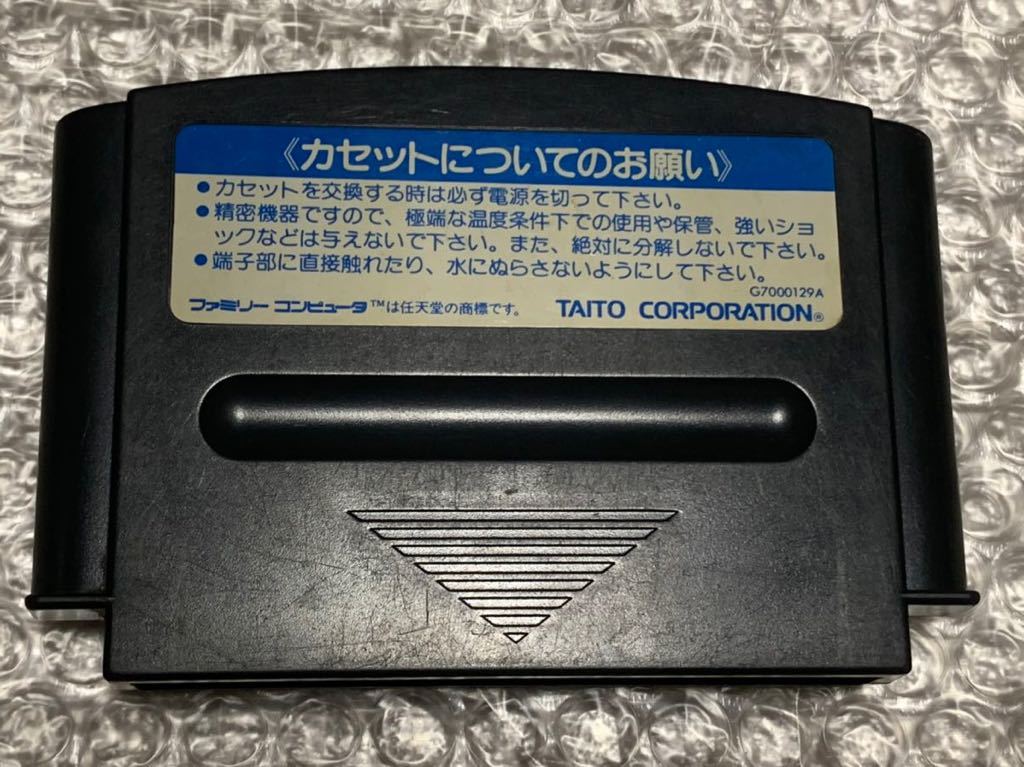 《カセットについてのお願い》
●カセットを交換する時は必ず電源を切って下さい。
●精密機器ですので、極端な温度条件下での使用や保管、強いショ
ックなどは与えないで下さい。また、絶対に分解しないで下さい。
●端子部に直接触れたり、水にぬらさないようにして下さい。
G7000129A
ファミリーコンピュータ™は任天堂の商標です。 TAITO CORPORATION®